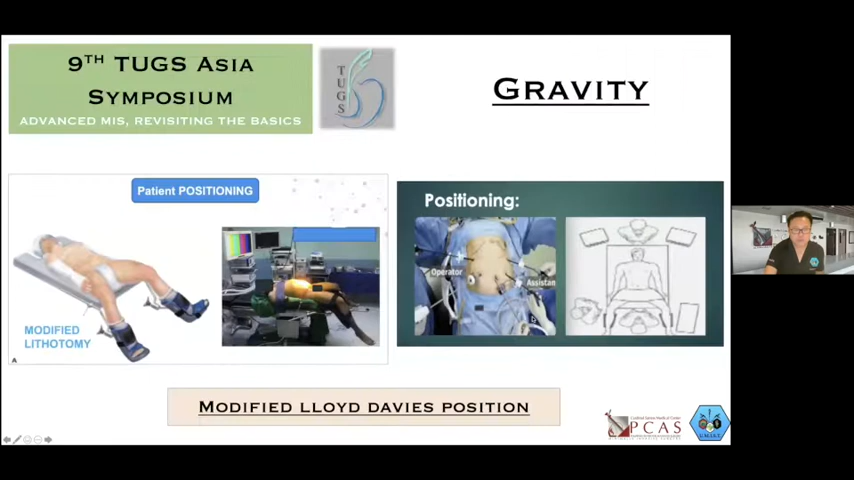 9TH TUGS ASIA
SYMPOSIUM
ADVANCED MIS, REVISITING THE BASICS
TUGS
GRAVITY
Patient POSITIONING
MODIFIED
LITHOTOMY
A
Positioning:
Operator
Assistan
MODIFIED LLOYD DAVIES POSITION
PCAS